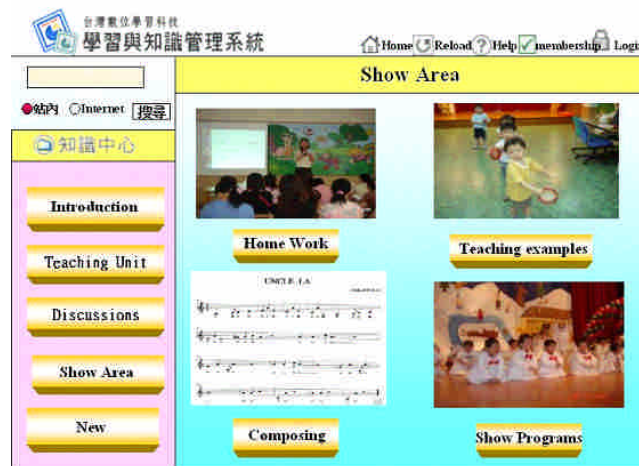 台灣數位學習科技
學習與知識管理系統
Home Reload Help membership Logi
Show Area
站內 Internet 搜尋
知識中心
Introduction
Teaching Unit
Discussions
Show Area
New
Home Work
Teaching examples
UNCLE
Composing
Show Programs